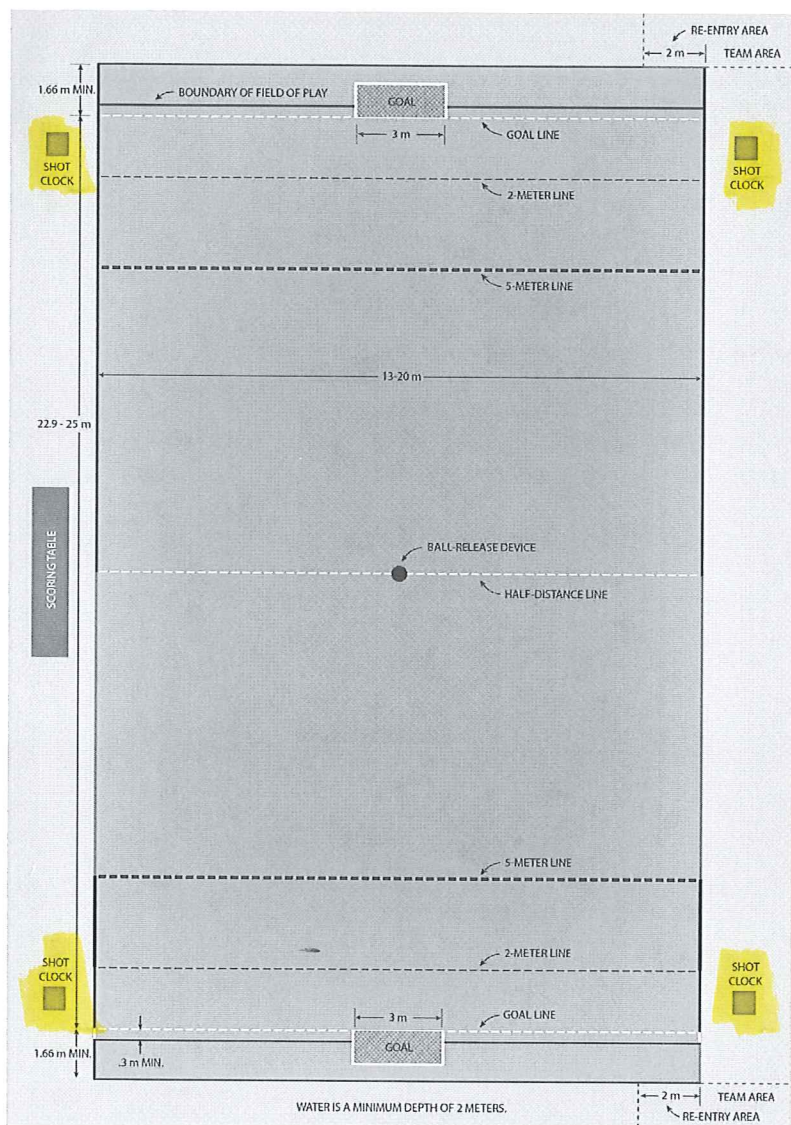 RE-ENTRY AREA
2 m TEAM AREA
1.66 m MIN.
BOUNDARY OF FIELD OF PLAY
GOAL
3 m
GOAL LINE
SHOT
CLOCK
SHOT
CLOCK
2-METER LINE
5-METER LINE
13-20 m
22.9 - 25 m
BALL-RELEASE DEVICE
SCORING TABLE
HALF-DISTANCE LINE
5-METER LINE
2-METER LINE
SHOT
CLOCK
SHOT
CLOCK
3 m
GOAL LINE
GOAL
1.66 m MIN.
.3 m MIN.
2 m TEAM AREA
WATER IS A MINIMUM DEPTH OF 2 METERS.
RE-ENTRY AREA